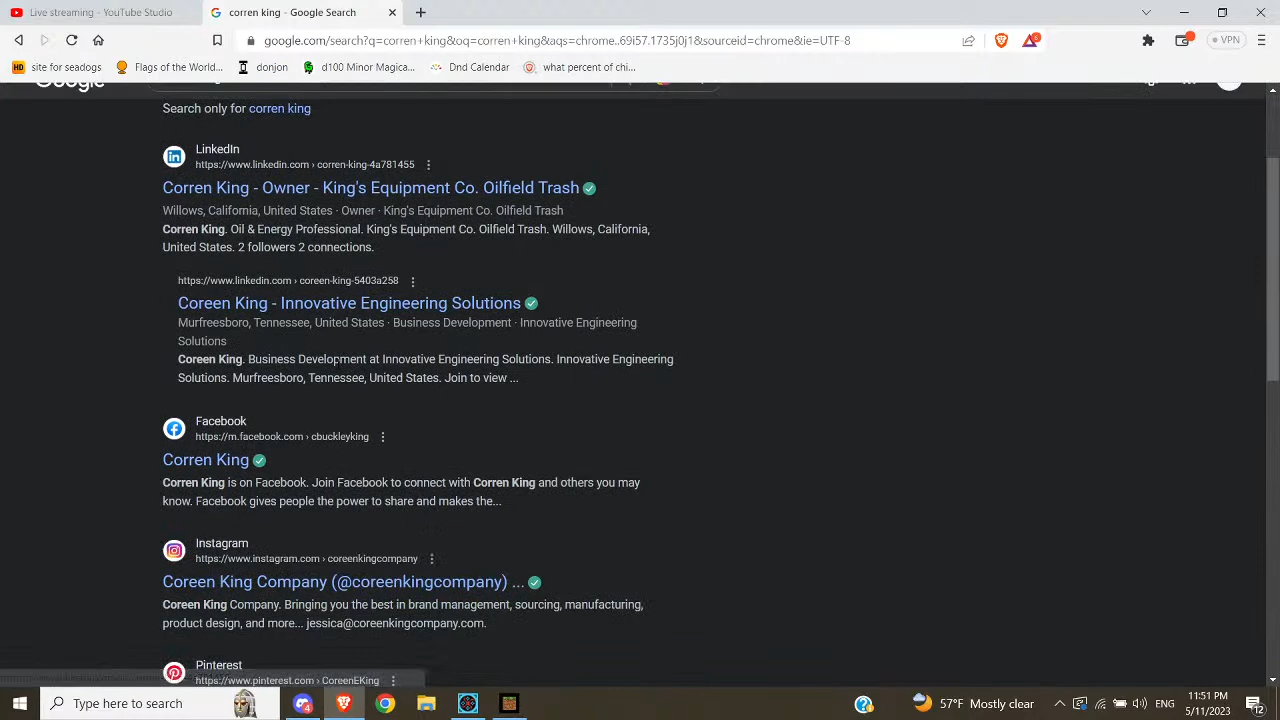 Live streaming - YouTube Studio
corren king - Google Search
google.com/search?q=corren+king&oq=corren+king&aqs=chrome..69i57.1735j0j1&sourceid=chrome&ie=UTF-8
VPN
site for seadogs
Flags of the World...
donjon
d100 Minor Magica...
Dnd Calendar
what percent of chi...
Google
Search only for corren king
LinkedIn
https://www.linkedin.com › corren-king-4a781455
Corren King - Owner - King's Equipment Co. Oilfield Trash
Willows, California, United States · Owner · King's Equipment Co. Oilfield Trash
Corren King. Oil & Energy Professional. King's Equipment Co. Oilfield Trash. Willows, California,
United States. 2 followers 2 connections.
https://www.linkedin.com › coreen-king-5403a258
Coreen King - Innovative Engineering Solutions
Murfreesboro, Tennessee, United States · Business Development · Innovative Engineering
Solutions
Coreen King. Business Development at Innovative Engineering Solutions. Innovative Engineering
Solutions. Murfreesboro, Tennessee, United States. Join to view ...
Facebook
https://m.facebook.com › cbuckleyking
Corren King
Corren King is on Facebook. Join Facebook to connect with Corren King and others you may
know. Facebook gives people the power to share and makes the...
Instagram
https://www.instagram.com › coreenkingcompany
Coreen King Company (@coreenkingcompany) ...
Coreen King Company. Bringing you the best in brand management, sourcing, manufacturing,
product design, and more... jessica@coreenkingcompany.com.
Pinterest
https://www.pinterest.com › CoreenEKing
Type here to search
57°F Mostly clear
ENG
11:51 PM
5/11/2023
12